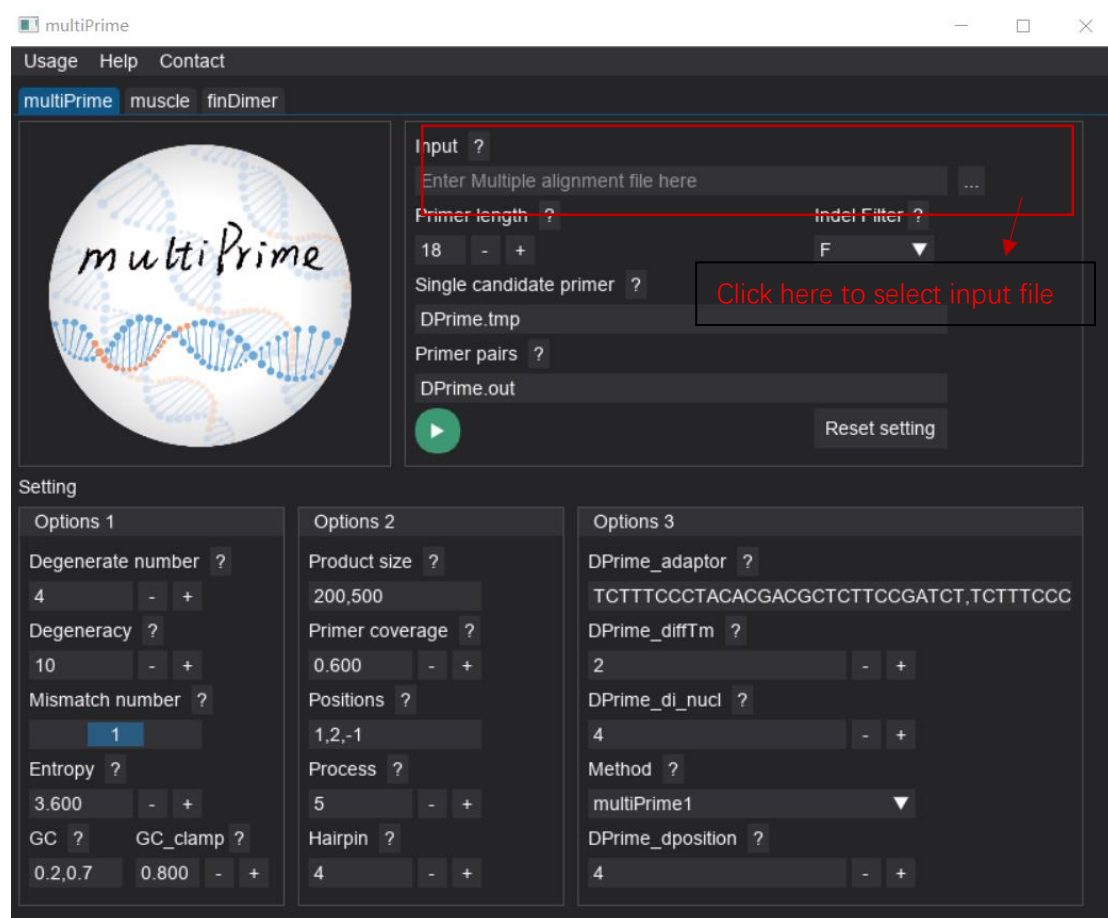 multiPrime
Usage Help Contact
multiPrime muscle finDimer
multiPrime
Input ?
Enter Multiple alignment file here ...
Primer length ? Indel Filter ?
18 - + F
Single candidate primer ?
Click here to select input file
DPrime.tmp
Primer pairs ?
DPrime.out
Reset setting
Setting
Options 1 Options 2 Options 3
Degenerate number ? Product size ? DPrime_adaptor ?
4 - + 200,500 TCTTTCCCTACACGACGCTCTTCCGATCT,TCTTTCCC
Degeneracy ? Primer coverage ? DPrime_diffTm ?
10 - + 0.600 - + 2 - +
Mismatch number ? Positions ? DPrime_di_nucl ?
1 1,2,-1 4 - +
Entropy ? Process ? Method ?
3.600 - + 5 - + multiPrime1
GC ? GC_clamp ? Hairpin ? DPrime_dposition ?
0.2,0.7 0.800 - + 4 - + 4 - +